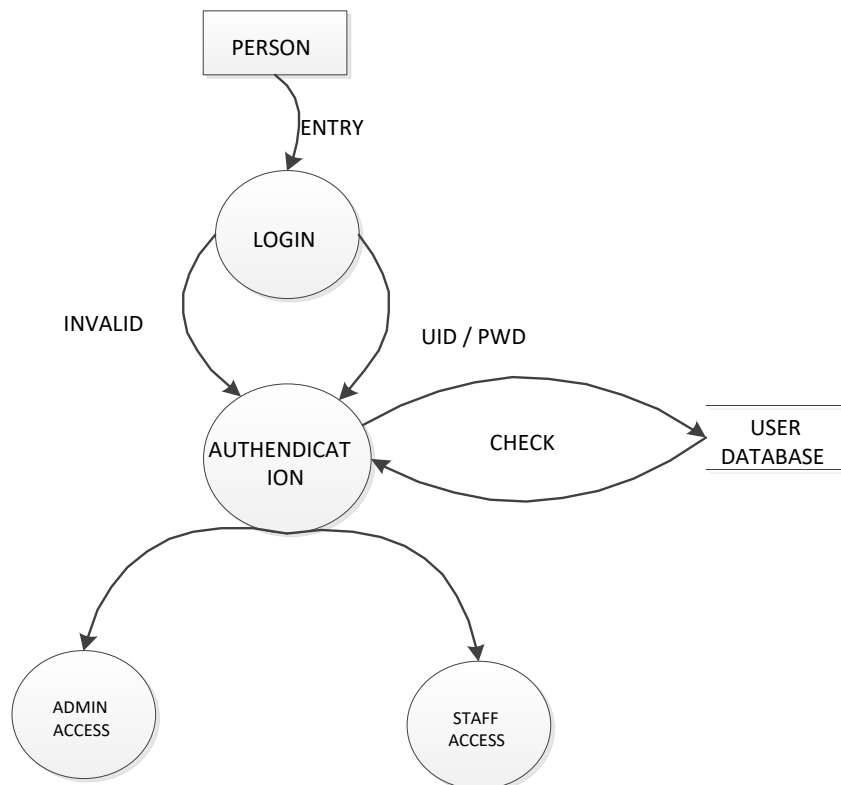 PERSON
ENTRY
LOGIN
INVALID
UID / PWD
AUTHENDICAT
ION
CHECK
USER
DATABASE
ADMIN
ACCESS
STAFF
ACCESS